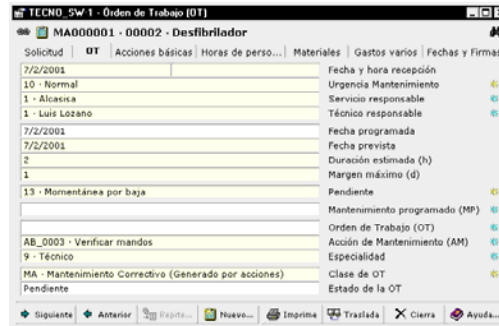 TECNO_SW-1 - Órden de Trabajo (OT)
MA000001 - 00002 - Desfibrilador
Solicitud OT Acciones básicas Horas de perso... Materiales Gastos varios Fechas y Firmas
7/2/2001 Fecha y hora recepción
10 - Normal Urgencia Mantenimiento
1 - Alcasisa Servicio responsable
1 - Luis Lozano Técnico responsable
7/2/2001 Fecha programada
7/2/2001 Fecha prevista
2 Duración estimada (h)
1 Margen máximo (d)
13 - Momentánea por baja Pendiente
Mantenimiento programado (MP)
Orden de Trabajo (OT)
AB_0003 - Verificar mandos Acción de Mantenimiento (AM)
9 - Técnico Especialidad
MA - Mantenimiento Correctivo (Generado por acciones) Clase de OT
Pendiente Estado de la OT
Siguiente Anterior Repite... Nuevo... Imprime Traslada Cierra Ayuda...